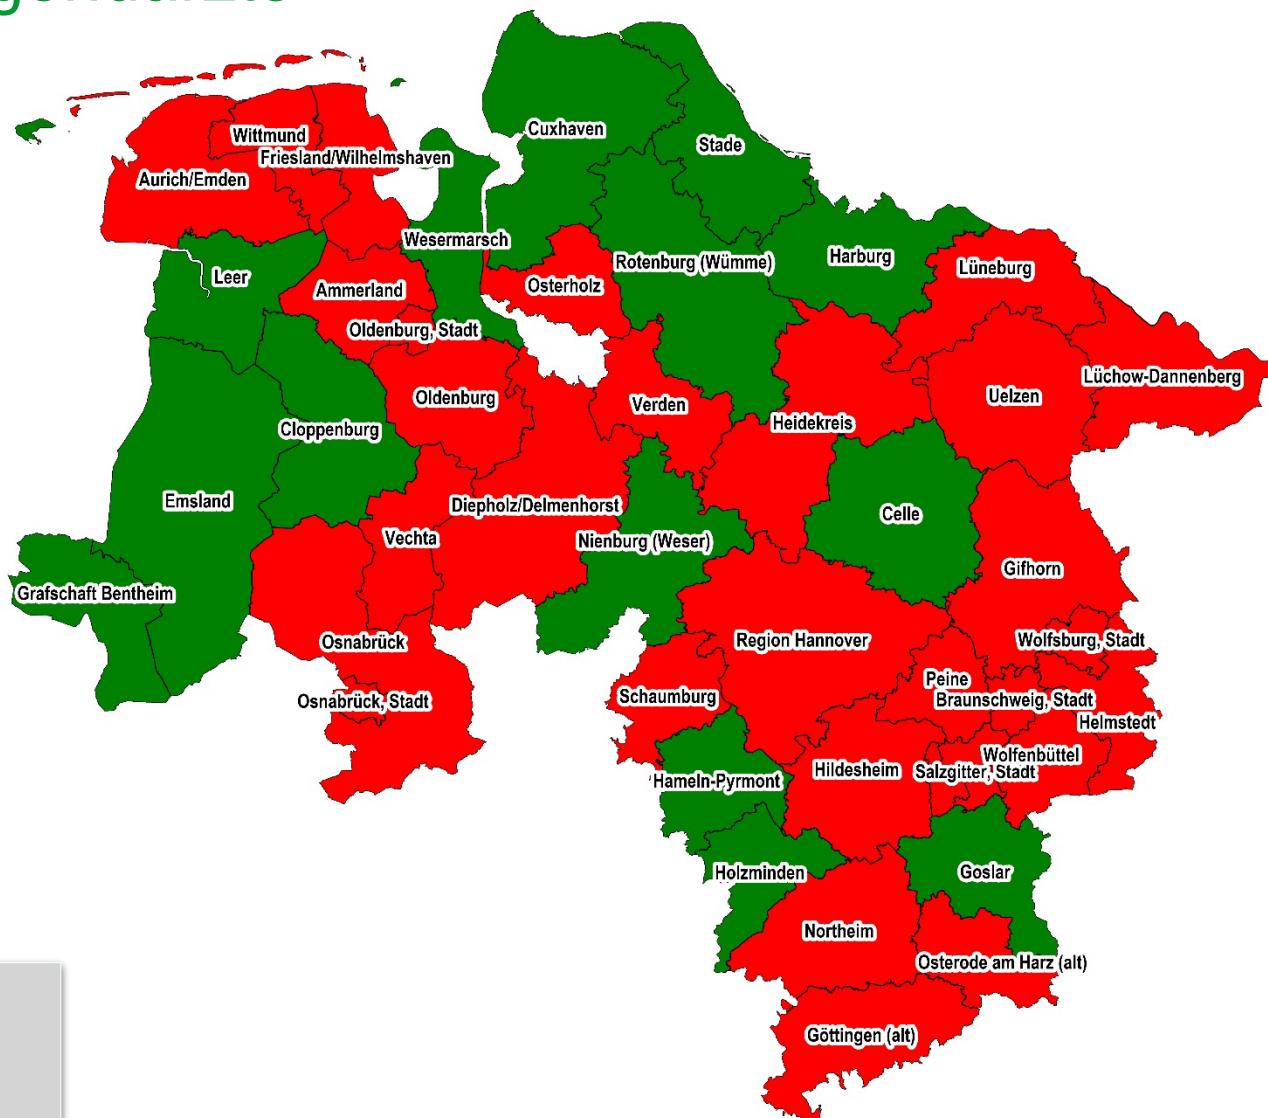 Cuxhaven
Wittmund
Stade
Friesland/Wilhelmshaven
Aurich/Emden
Wesermarsch
Harburg
Rotenburg (Wümme)
Lüneburg
Leer
Osterholz
Ammerland
Oldenburg, Stadt
Lüchow-Dannenberg
Oldenburg
Uelzen
Verden
Heidekreis
Cloppenburg
Emsland
Diepholz/Delmenhorst
Celle
Vechta
Nienburg (Weser)
Gifhorn
Grafschaft Bentheim
Region Hannover
Wolfsburg, Stadt
Osnabrück
Peine
Schaumburg
Braunschweig, Stadt
Osnabrück, Stadt
Helmstedt
Wolfenbüttel
Hildesheim
Salzgitter, Stadt
Hameln-Pyrmont
Holzminden
Goslar
Northeim
Osterode am Harz (alt)
Göttingen (alt)